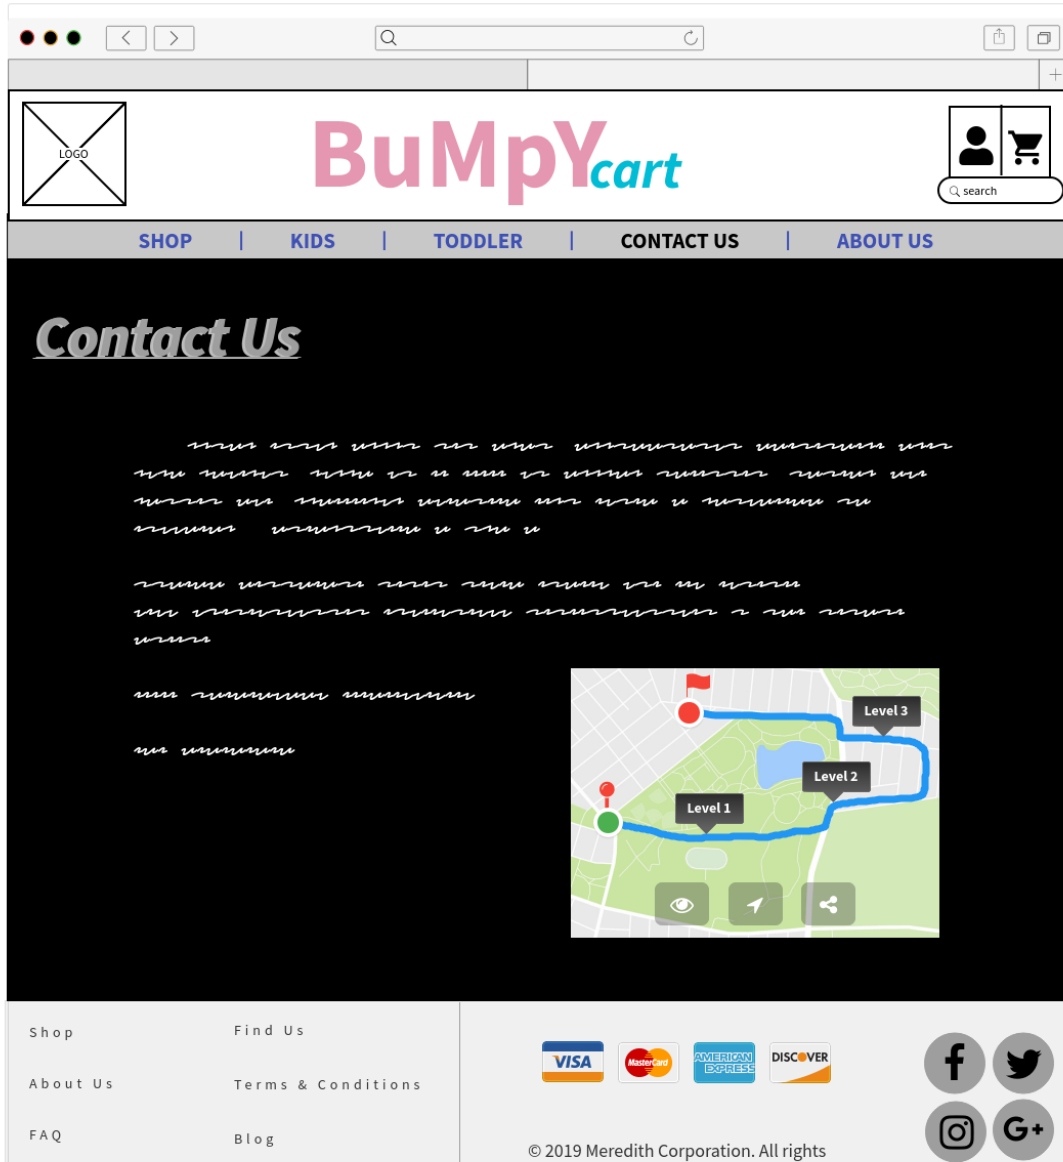 LOGO
BuMpY cart
search
SHOP | KIDS | TODDLER | CONTACT US | ABOUT US
Contact Us
Level 3
Level 2
Level 1
Shop
Find Us
About Us
Terms & Conditions
FAQ
Blog
VISA
MasterCard
AMERICAN EXPRESS
DISCOVER
G+
© 2019 Meredith Corporation. All rights